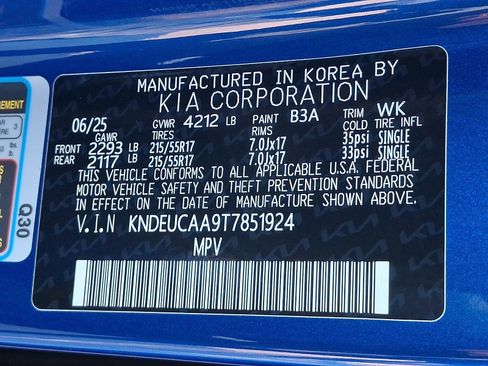 MANUFACTURED IN KOREA BY
KIA CORPORATION
06/25 GVWR 4212 LB PAINT B3A TRIM WK
GAWR TIRES RIMS COLD TIRE INFL
FRONT 2293 LB 215/55R17 7.0Jx17 35psi SINGLE
REAR 2117 LB 215/55R17 7.0Jx17 33psi SINGLE
THIS VEHICLE CONFORMS TO ALL APPLICABLE U.S.A. FEDERAL
MOTOR VEHICLE SAFETY AND THEFT PREVENTION STANDARDS
IN EFFECT ON THE DATE OF MANUFACTURE SHOWN ABOVE.
V.I.N KNDEUCAA9T7851924
MPV
Q30